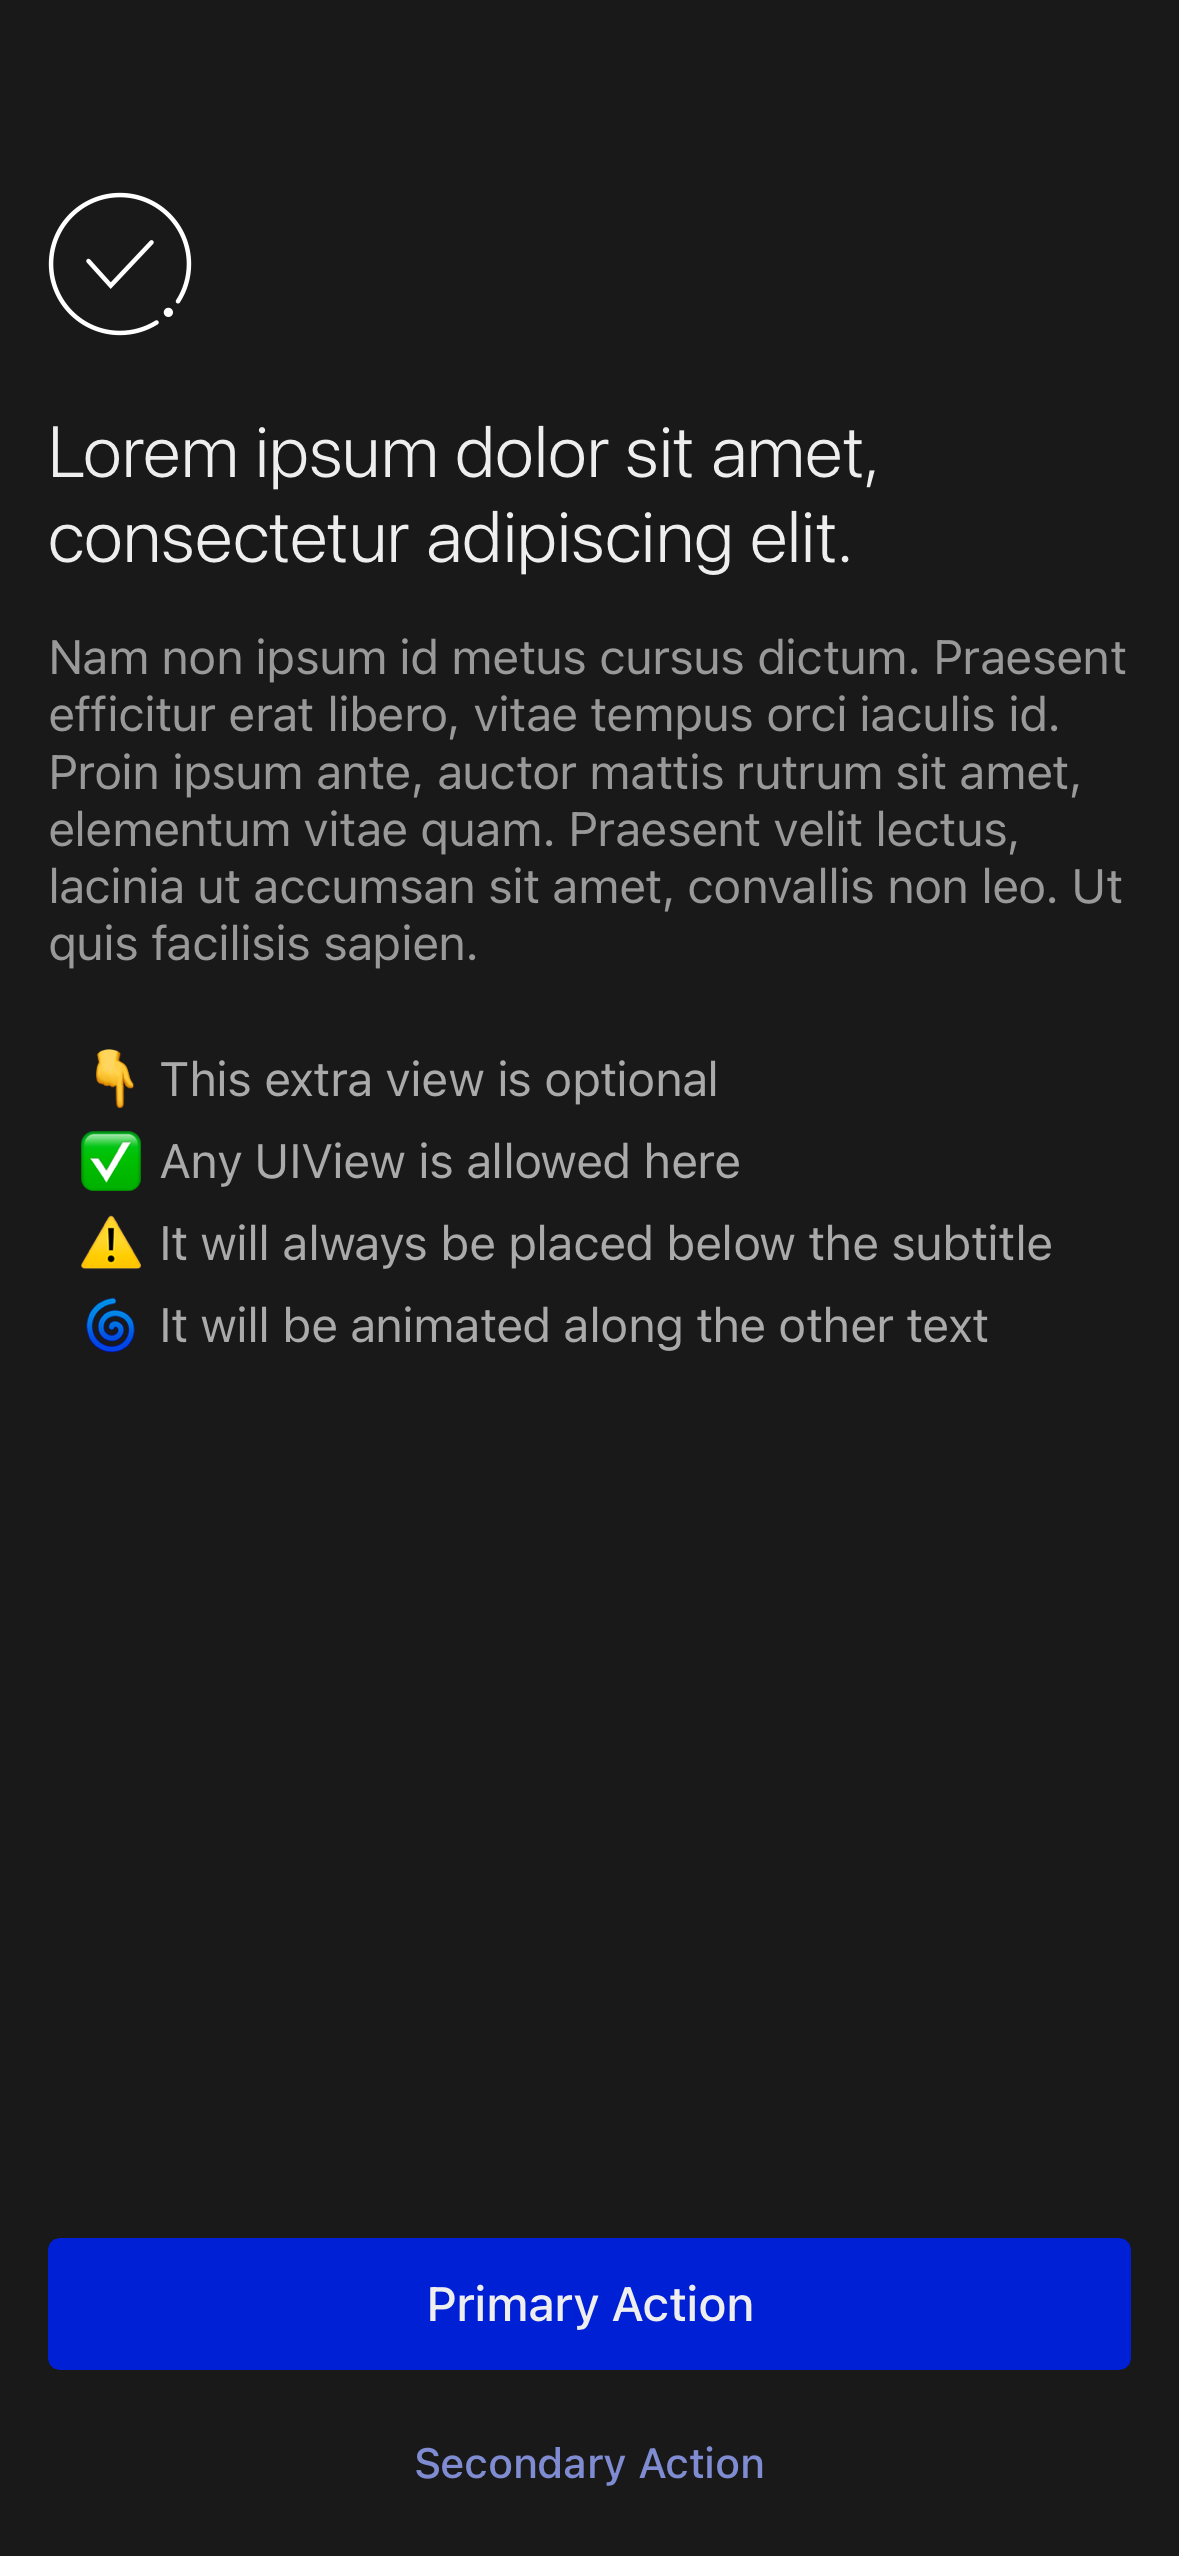 Lorem ipsum dolor sit amet,
consectetur adipiscing elit.
Nam non ipsum id metus cursus dictum. Praesent
efficitur erat libero, vitae tempus orci iaculis id.
Proin ipsum ante, auctor mattis rutrum sit amet,
elementum vitae quam. Praesent velit lectus,
lacinia ut accumsan sit amet, convallis non leo. Ut
quis facilisis sapien.
👇 This extra view is optional
✅ Any UIView is allowed here
⚠️ It will always be placed below the subtitle
🌀 It will be animated along the other text
Primary Action
Secondary Action